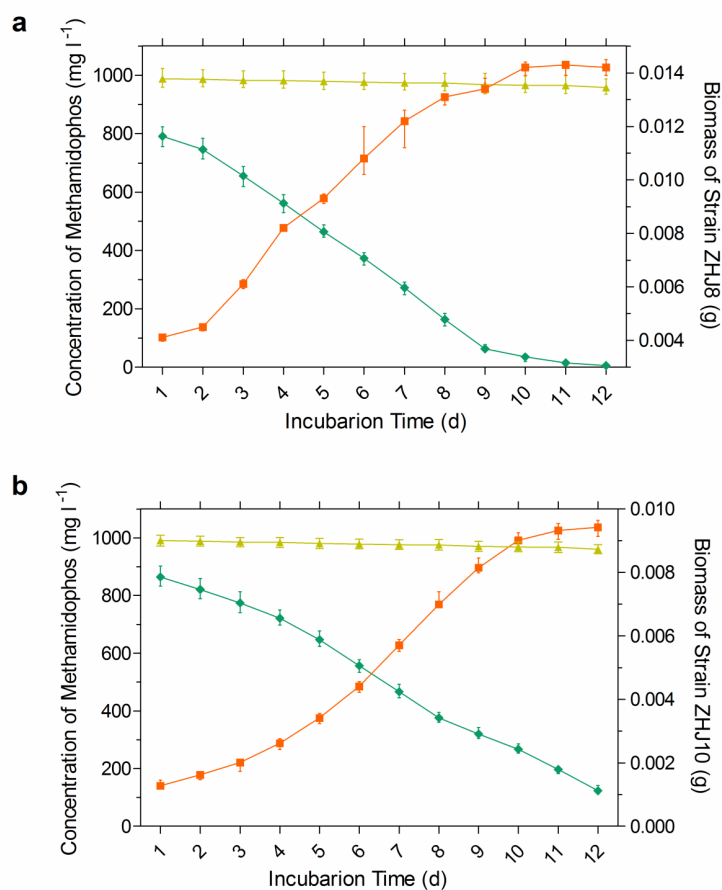 a
Concentration of Methamidophos (mg l⁻¹)
1000
800
600
400
200
0
0.014
0.012
0.010
0.008
0.006
0.004
Biomass of Strain ZHJ8 (g)
1 2 3 4 5 6 7 8 9 10 11 12
Incubarion Time (d)
b
Concentration of Methamidophos (mg l⁻¹)
1000
800
600
400
200
0
0.010
0.008
0.006
0.004
0.002
0.000
Biomass of Strain ZHJ10 (g)
1 2 3 4 5 6 7 8 9 10 11 12
Incubarion Time (d)